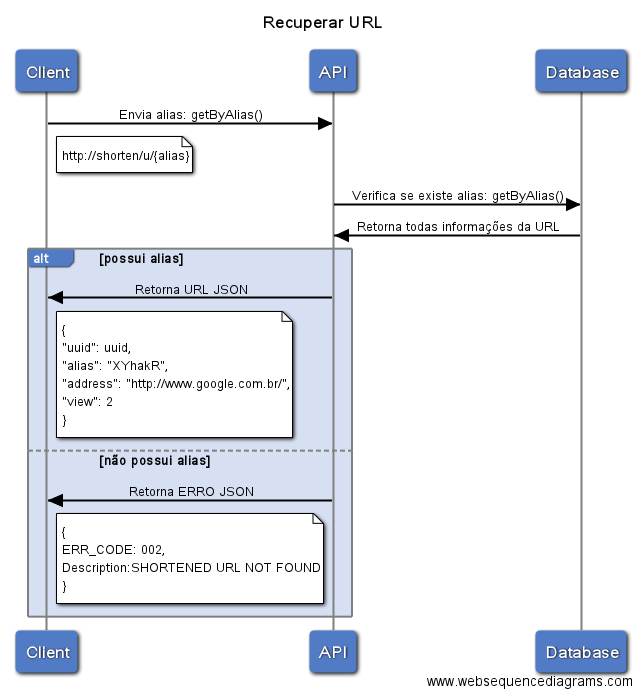 Recuperar URL
Client
API
Database
Envia alias: getByAlias()
http://shorten/u/{alias}
Verifica se existe alias: getByAlias()
Retorna todas informações da URL
alt
[possui alias]
Retorna URL JSON
{
"uuid": uuid,
"alias": "XYhakR",
"address": "http://www.google.com.br/",
"view": 2
}
[não possui alias]
Retorna ERRO JSON
{
ERR_CODE: 002,
Description:SHORTENED URL NOT FOUND
}
Client
API
Database
www.websequencediagrams.com